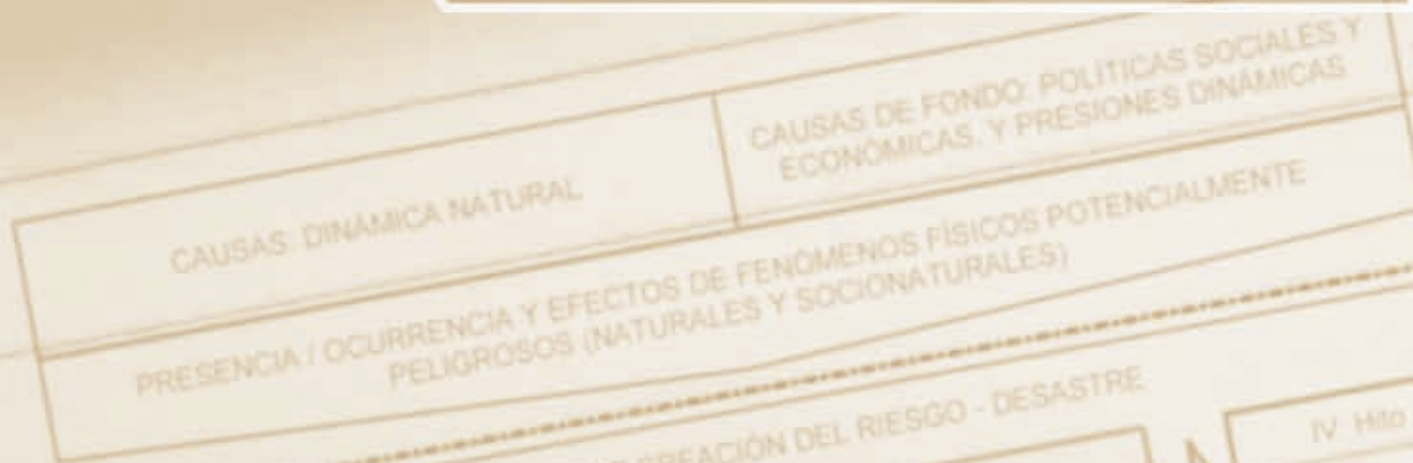 CAUSAS DE FONDO: POLÍTICAS SOCIALES Y
ECONÓMICAS, Y PRESIONES DINÁMICAS
CAUSAS: DINÁMICA NATURAL
PRESENCIA / OCURRENCIA Y EFECTOS DE FENÓMENOS FÍSICOS POTENCIALMENTE
PELIGROSOS (NATURALES Y SOCIONATURALES)
DEL RIESGO - DESASTRE
IV Hito